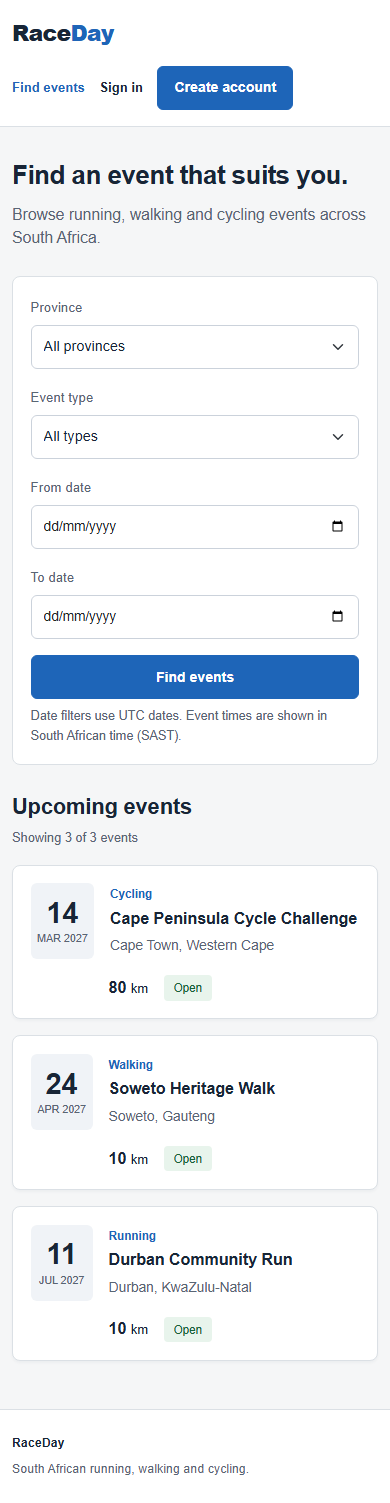 RaceDay
Find events Sign in Create account
Find an event that suits you.
Browse running, walking and cycling events across
South Africa.
Province
All provinces
Event type
All types
From date
dd/mm/yyyy
To date
dd/mm/yyyy
Find events
Date filters use UTC dates. Event times are shown in
South African time (SAST).
Upcoming events
Showing 3 of 3 events
14
MAR 2027
Cycling
Cape Peninsula Cycle Challenge
Cape Town, Western Cape
80 km Open
24
APR 2027
Walking
Soweto Heritage Walk
Soweto, Gauteng
10 km Open
11
JUL 2027
Running
Durban Community Run
Durban, KwaZulu-Natal
10 km Open
RaceDay
South African running, walking and cycling.